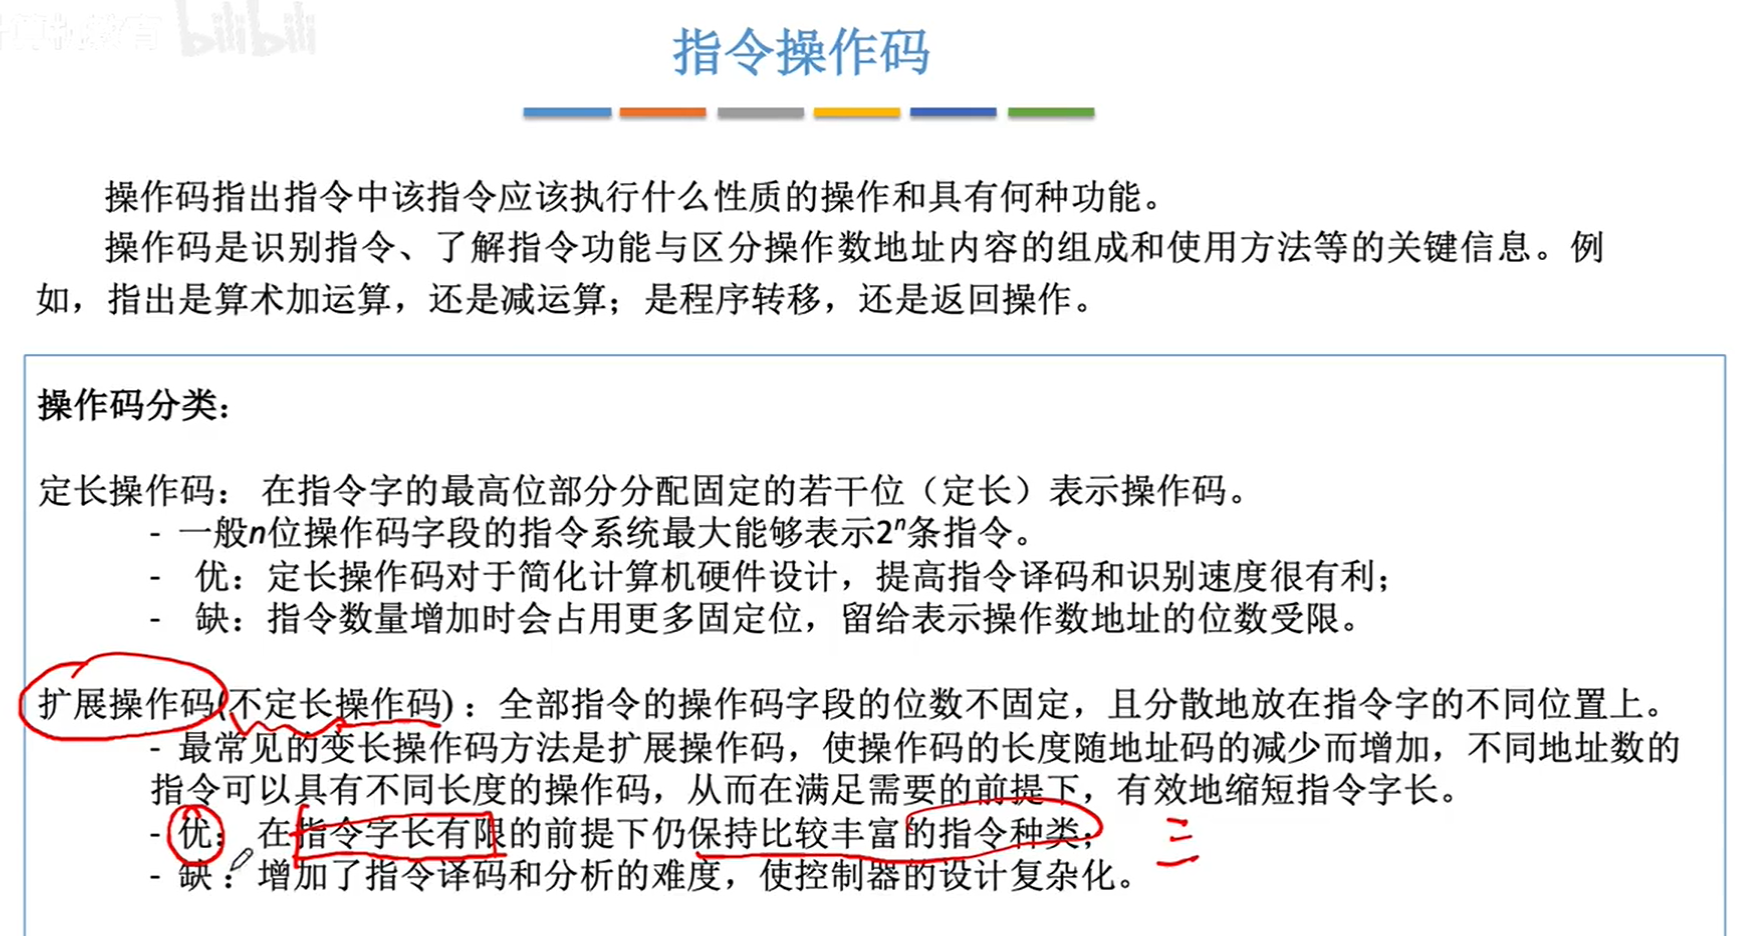 计算机教育 bilibili
指令操作码
操作码指出指令中该指令应该执行什么性质的操作和具有何种功能。
操作码是识别指令、了解指令功能与区分操作数地址内容的组成和使用方法等的关键信息。例
如，指出是算术加运算，还是减运算；是程序转移，还是返回操作。
操作码分类：
定长操作码： 在指令字的最高位部分分配固定的若干位（定长）表示操作码。
- 一般n位操作码字段的指令系统最大能够表示2ⁿ条指令。
- 优：定长操作码对于简化计算机硬件设计，提高指令译码和识别速度很有利；
- 缺：指令数量增加时会占用更多固定位，留给表示操作数地址的位数受限。
扩展操作码(不定长操作码)：全部指令的操作码字段的位数不固定，且分散地放在指令字的不同位置上。
- 最常见的变长操作码方法是扩展操作码，使操作码的长度随地址码的减少而增加，不同地址数的
指令可以具有不同长度的操作码，从而在满足需要的前提下，有效地缩短指令字长。
- 优：在指令字长有限的前提下仍保持比较丰富的指令种类； 三
- 缺：增加了指令译码和分析的难度，使控制器的设计复杂化。